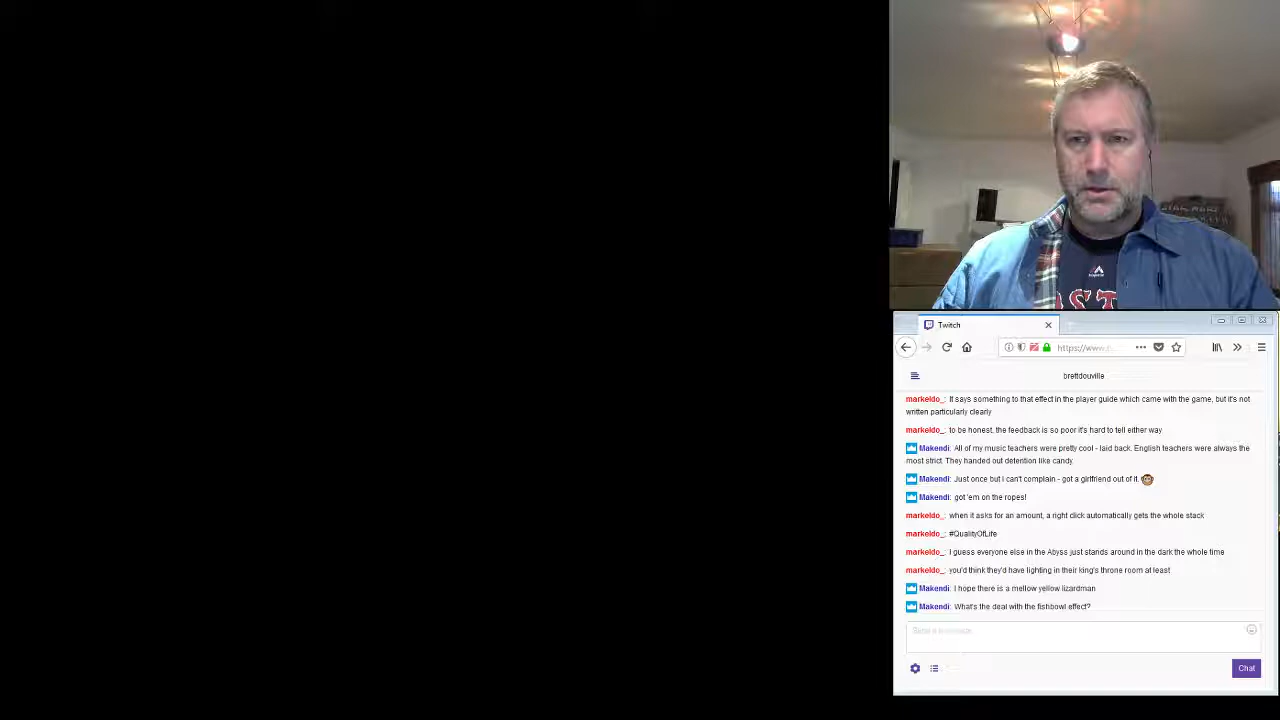 Twitch
https://www.tw
brettdouville
markeldo_: It says something to that effect in the player guide which came with the game, but it's not
written particularly clearly
markeldo_: to be honest, the feedback is so poor it's hard to tell either way
Makendi: All of my music teachers were pretty cool - laid back. English teachers were always the
most strict. They handed out detention like candy.
Makendi: Just once but I can't complain - got a girlfriend out of it.
Makendi: got 'em on the ropes!
markeldo_: when it asks for an amount, a right click automatically gets the whole stack
markeldo_: #QualityOfLife
markeldo_: I guess everyone else in the Abyss just stands around in the dark the whole time
markeldo_: you'd think they'd have lighting in their king's throne room at least
Makendi: I hope there is a mellow yellow lizardman
Makendi: What's the deal with the fishbowl effect?
Send a message
Chat